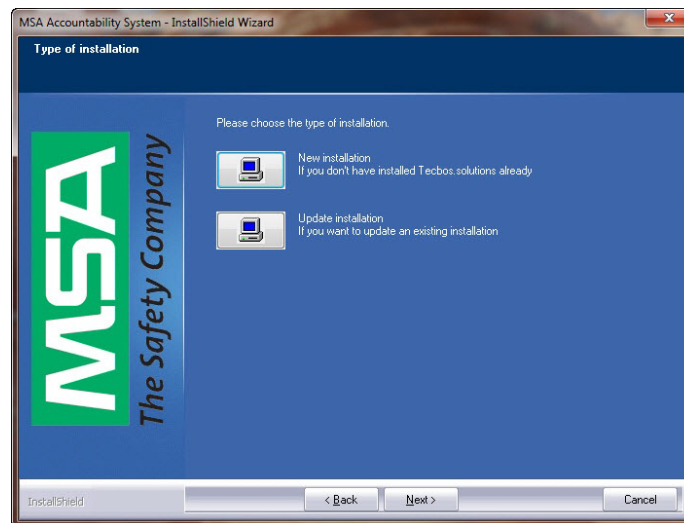 MSA Accountability System - InstallShield Wizard
Type of installation
Please choose the type of installation.
New installation
If you don't have installed Tecbos.solutions already
Update installation
If you want to update an existing installation
MSA
The Safety Company
InstallShield
< Back
Next >
Cancel